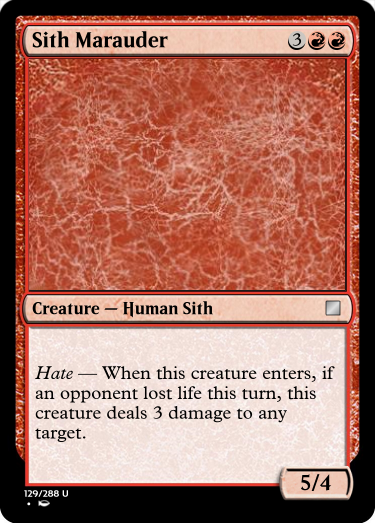 Sith Marauder 3
Creature — Human Sith
Hate — When this creature enters, if
an opponent lost life this turn, this
creature deals 3 damage to any
target.
5/4
129/288 U